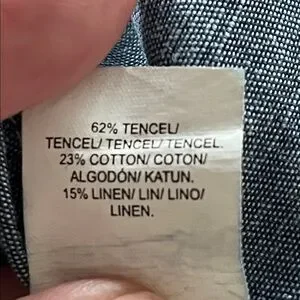 62% TENCEL/
TENCEL/ TENCEL/ TENCEL.
23% COTTON/ COTON/
ALGODÓN/ KATUN.
15% LINEN/ LIN/ LINO/
LINEN.